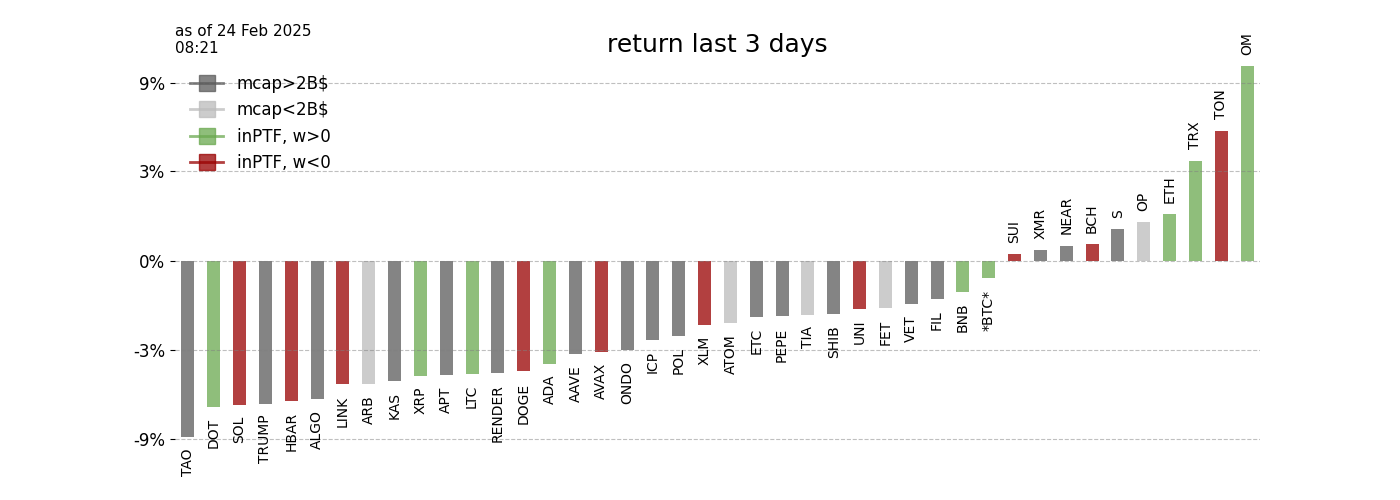 as of 24 Feb 2025
08:21
return last 3 days
mcap>2B$
mcap<2B$
inPTF, w>0
inPTF, w<0
9%
3%
0%
-3%
-9%
TAO
DOT
SOL
TRUMP
HBAR
ALGO
LINK
ARB
KAS
XRP
APT
LTC
RENDER
DOGE
ADA
AAVE
AVAX
ONDO
ICP
POL
XLM
ATOM
ETC
PEPE
TIA
SHIB
UNI
FET
VET
FIL
BNB
*BTC*
SUI
XMR
NEAR
BCH
S
OP
ETH
TRX
TON
OM